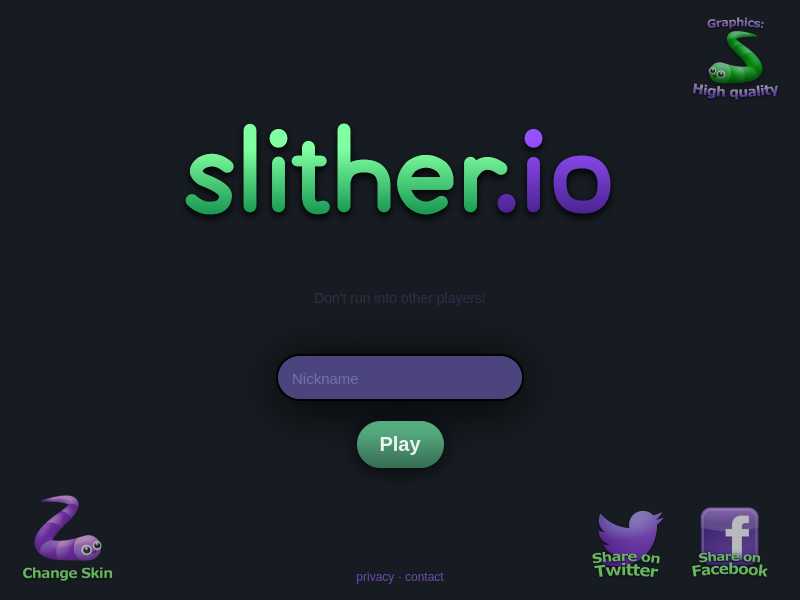 Graphics:
High quality
slither.io
Don't run into other players!
Nickname
Play
Change Skin
Share on
Twitter
Share on
Facebook
privacy · contact